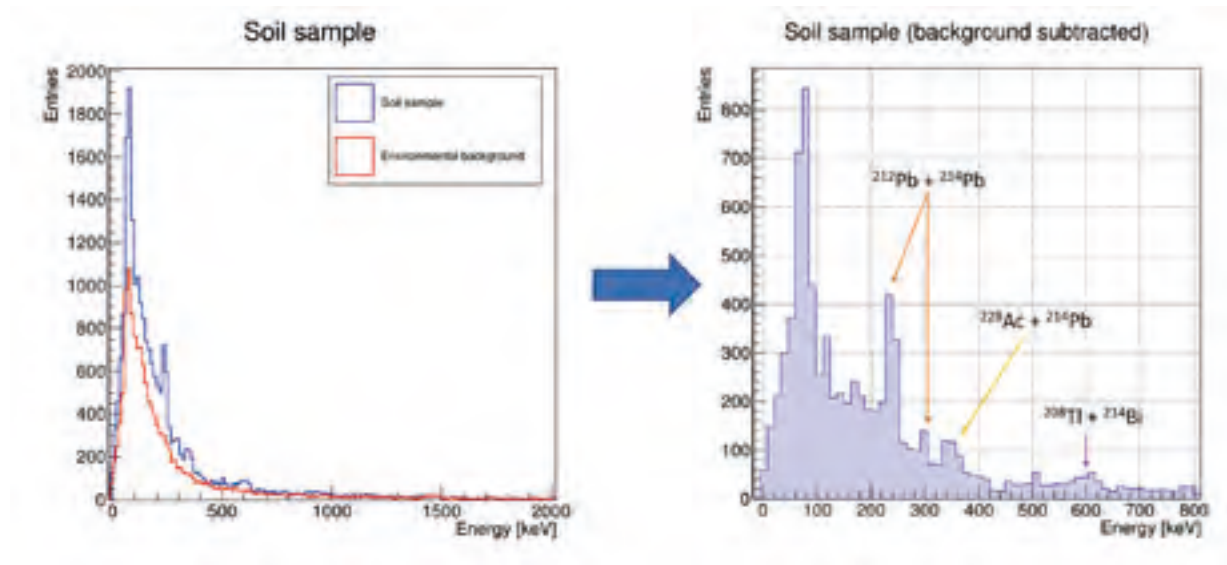 Soil sample
Entries
2000
1800
1600
1400
1200
1000
800
600
400
200
0
Soil sample
Environmental background
0 500 1000 1500 2000
Energy [keV]
Soil sample (background subtracted)
Entries
800
700
600
500
400
300
200
100
0
²¹²Pb + ²¹⁴Pb
²²⁸Ac + ²¹⁴Pb
²⁰⁸Tl + ²¹⁴Bi
0 100 200 300 400 500 600 700 800
Energy [keV]